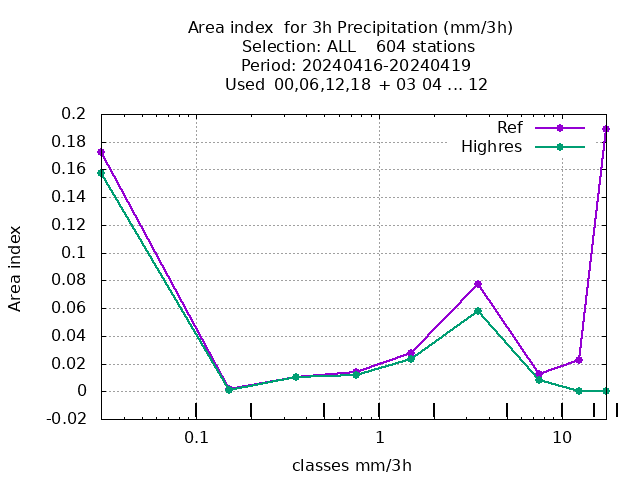 Area index  for 3h Precipitation (mm/3h)
Selection: ALL    604 stations
Period: 20240416-20240419
Used  00,06,12,18 + 03 04 ... 12
Ref
Highres
0.2
0.18
0.16
0.14
0.12
0.1
0.08
0.06
0.04
0.02
0
-0.02
Area index
0.1
1
10
classes mm/3h